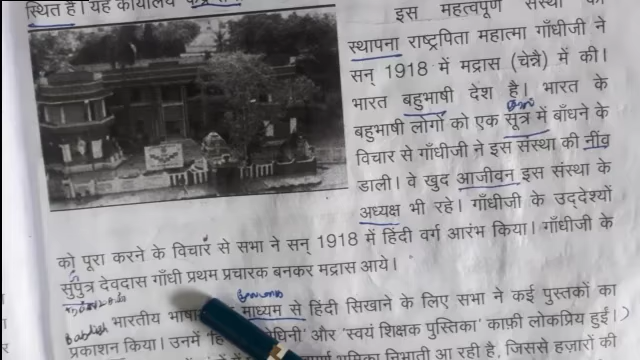 स्थित है। यह कार्यालय
इस महत्वपूर्ण संस्था की
स्थापना राष्ट्रपिता महात्मा गाँधीजी ने
सन् 1918 में मद्रास (चेन्नै) में की।
भारत बहुभाषी देश है। भारत के
बहुभाषी लोगों को एक सूत्र में बाँधने के
विचार से गाँधीजी ने इस संस्था की नींव
डाली। वे खुद आजीवन इस संस्था के
अध्यक्ष भी रहे। गाँधीजी के उद्देश्यों
को पूरा करने के विचार से सभा ने सन् 1918 में हिंदी वर्ग आरंभ किया। गाँधीजी के
सुपुत्र देवदास गाँधी प्रथम प्रचारक बनकर मद्रास आये।
भारतीय माध्यम से हिंदी सिखाने के लिए सभा ने कई पुस्तकों का
प्रकाशन किया। उनमें और 'स्वयं शिक्षक पुस्तिका' काफ़ी लोकप्रिय हुईं।
भूमिका निभाती आ रही है, जिससे हज़ारों की